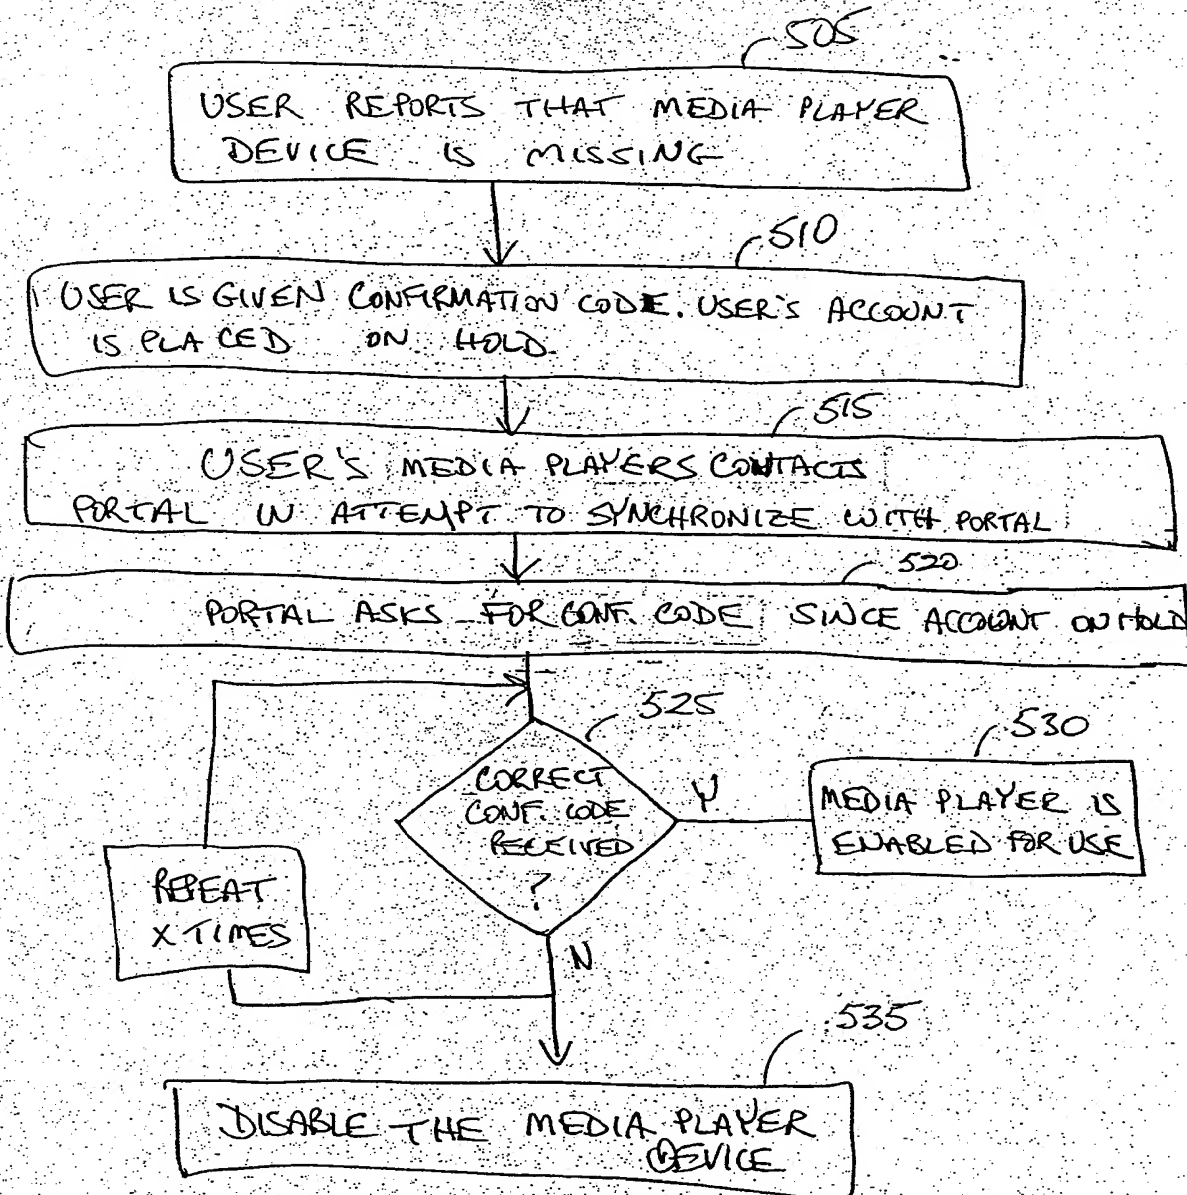 505
USER REPORTS THAT MEDIA PLAYER
DEVICE IS MISSING
510
USER IS GIVEN CONFIRMATION CODE. USER'S ACCOUNT
IS PLACED ON HOLD.
515
USER'S MEDIA PLAYERS CONTACTS
PORTAL IN ATTEMPT TO SYNCHRONIZE WITH PORTAL
520
PORTAL ASKS FOR CONF. CODE SINCE ACCOUNT ON HOLD
525
CORRECT
CONF. CODE
RECEIVED
?
Y
530
MEDIA PLAYER IS
ENABLED FOR USE
REPEAT
X TIMES
N
535
DISABLE THE MEDIA PLAYER
DEVICE